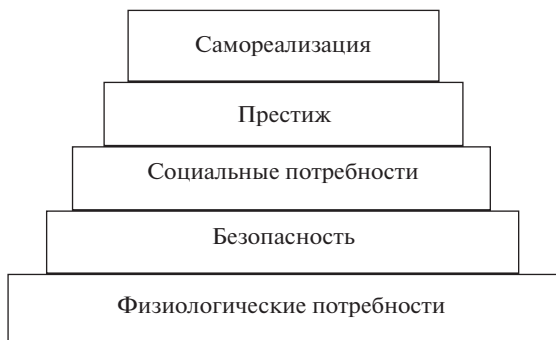 Самореализация
Престиж
Социальные потребности
Безопасность
Физиологические потребности